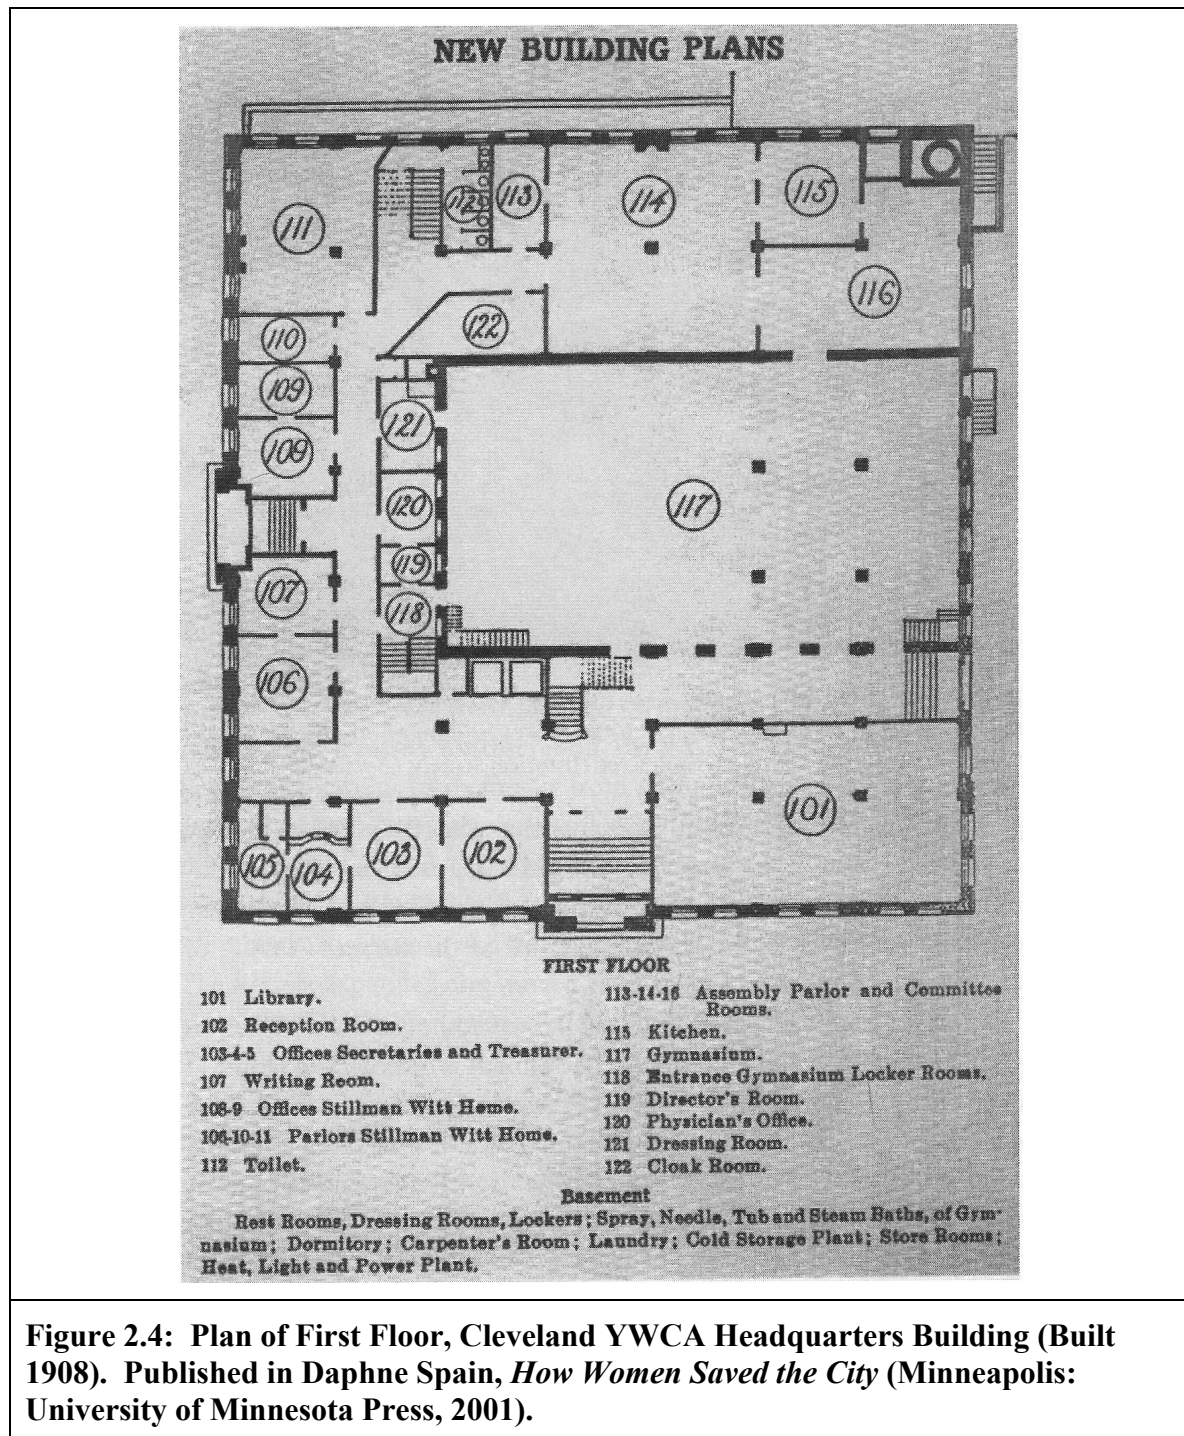 NEW BUILDING PLANS
111
112
113
114
115
116
110
122
109
121
108
120
117
107
119
118
106
101
105
104
103
102
FIRST FLOOR
101 Library.
102 Reception Room.
103-4-5 Offices Secretaries and Treasurer.
107 Writing Room.
108-9 Offices Stillman Witt Home.
106-10-11 Parlors Stillman Witt Home.
112 Toilet.
113-14-16 Assembly Parlor and Committee
Rooms.
115 Kitchen.
117 Gymnasium.
118 Entrance Gymnasium Locker Rooms.
119 Director's Room.
120 Physician's Office.
121 Dressing Room.
122 Cloak Room.
Basement
Rest Rooms, Dressing Rooms, Lockers; Spray, Needle, Tub and Steam Baths, of Gym-
nasium; Dormitory; Carpenter's Room; Laundry; Cold Storage Plant; Store Rooms;
Heat, Light and Power Plant.
Figure 2.4: Plan of First Floor, Cleveland YWCA Headquarters Building (Built
1908). Published in Daphne Spain, How Women Saved the City (Minneapolis:
University of Minnesota Press, 2001).